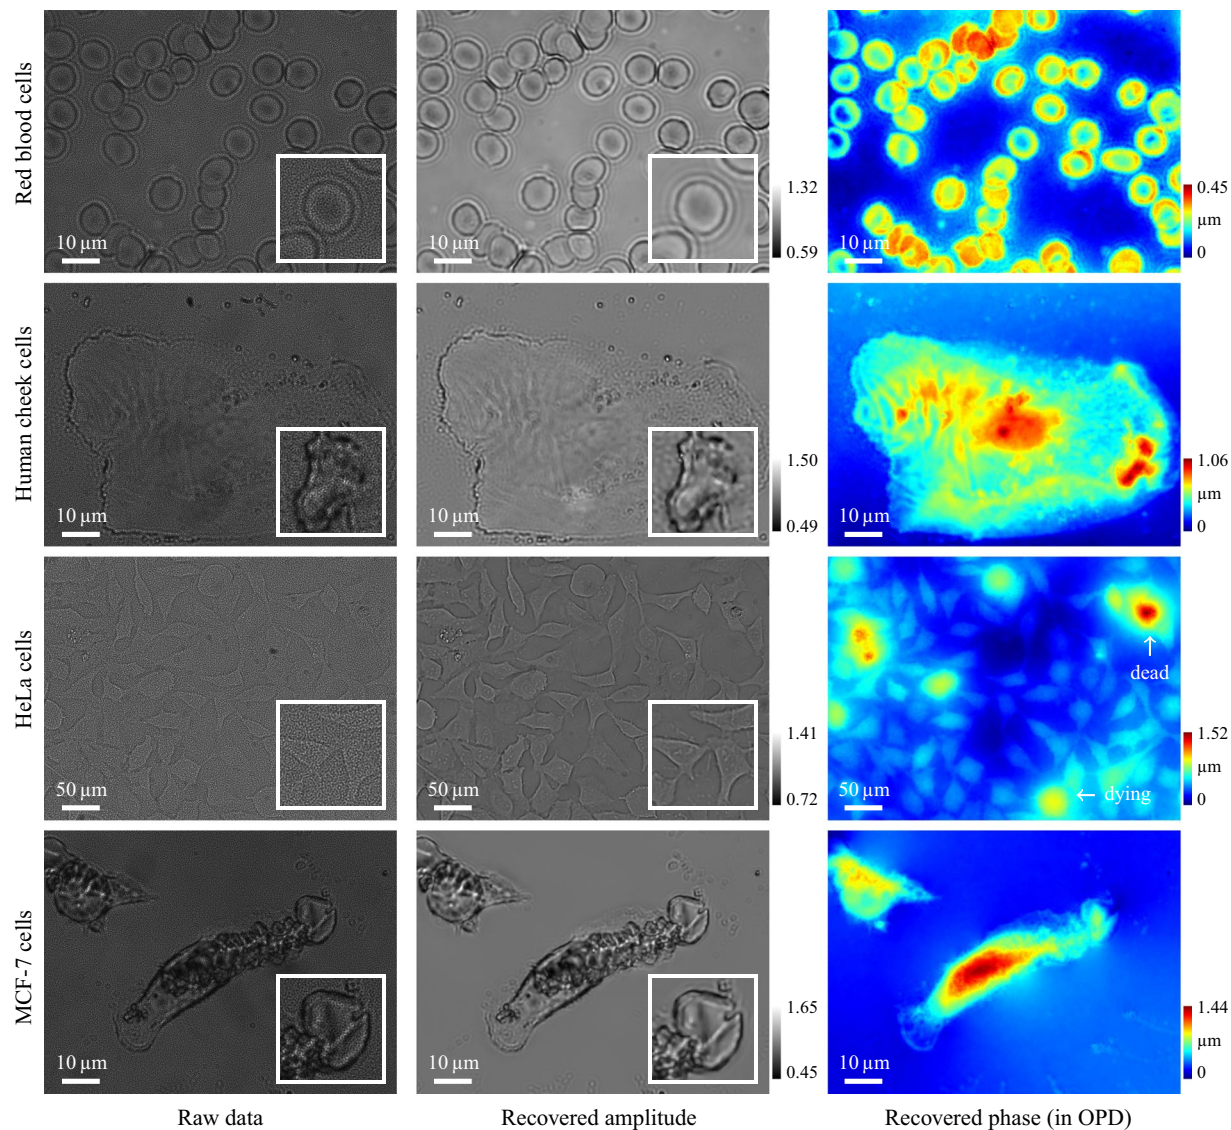 Red blood cells
10 μm
10 μm
1.32
0.59
10 μm
0.45
μm
0
Human cheek cells
10 μm
10 μm
1.50
0.49
10 μm
1.06
μm
0
HeLa cells
50 μm
50 μm
1.41
0.72
dead
dying
50 μm
1.52
μm
0
MCF-7 cells
10 μm
10 μm
1.65
0.45
10 μm
1.44
μm
0
Raw data
Recovered amplitude
Recovered phase (in OPD)